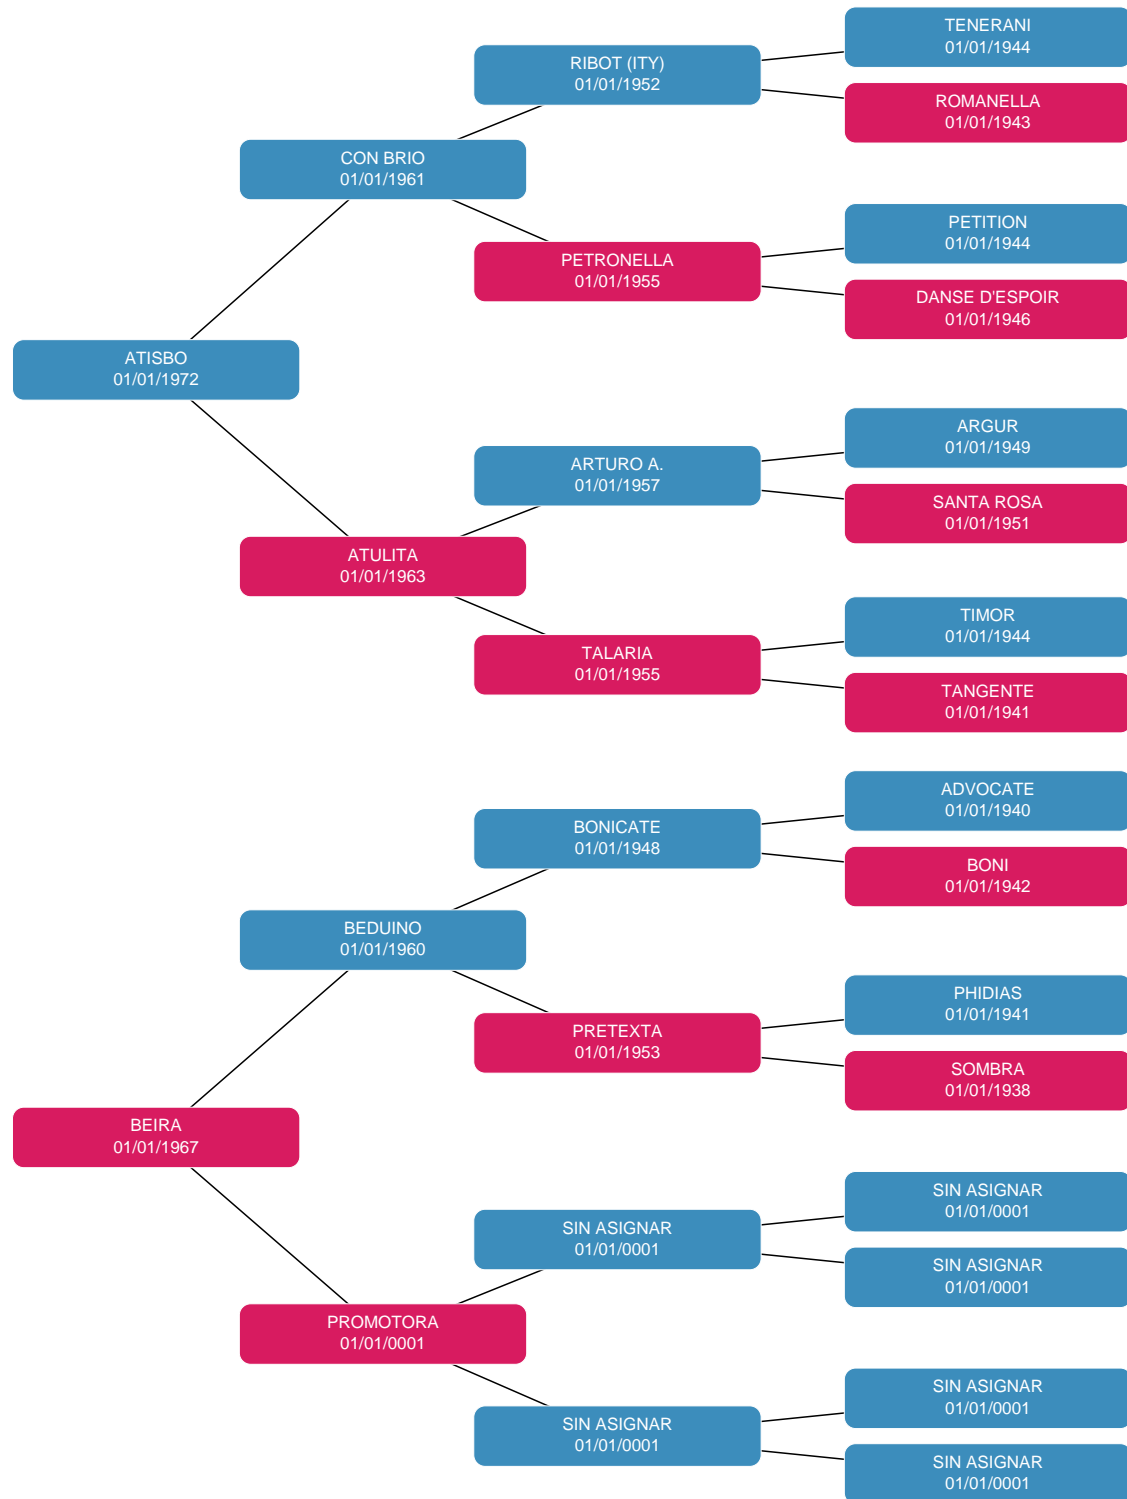 TENERANI
01/01/1944
RIBOT (ITY)
01/01/1952
ROMANELLA
01/01/1943
CON BRIO
01/01/1961
PETITION
01/01/1944
PETRONELLA
01/01/1955
DANSE D'ESPOIR
01/01/1946
ATISBO
01/01/1972
ARGUR
01/01/1949
ARTURO A.
01/01/1957
SANTA ROSA
01/01/1951
ATULITA
01/01/1963
TIMOR
01/01/1944
TALARIA
01/01/1955
TANGENTE
01/01/1941
ADVOCATE
01/01/1940
BONICATE
01/01/1948
BONI
01/01/1942
BEDUINO
01/01/1960
PHIDIAS
01/01/1941
PRETEXTA
01/01/1953
SOMBRA
01/01/1938
BEIRA
01/01/1967
SIN ASIGNAR
01/01/0001
SIN ASIGNAR
01/01/0001
SIN ASIGNAR
01/01/0001
PROMOTORA
01/01/0001
SIN ASIGNAR
01/01/0001
SIN ASIGNAR
01/01/0001
SIN ASIGNAR
01/01/0001